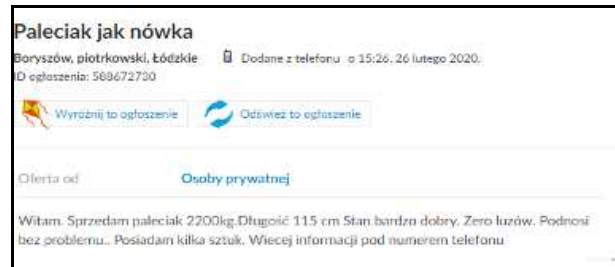 Paleciak jak nówka
Boryszów, piotrkowski, Łódzkie Dodane z telefonu o 15:26, 26 lutego 2020,
ID ogłoszenia: 588672730
Wyróżnij to ogłoszenie Odśwież to ogłoszenie
Oferta od Osoby prywatnej
Witam. Sprzedam paleciak 2200kg.Długość 115 cm Stan bardzo dobry. Zero luzów. Podnosi
bez problemu.. Posiadam kilka sztuk. Wiecej informacji pod numerem telefonu